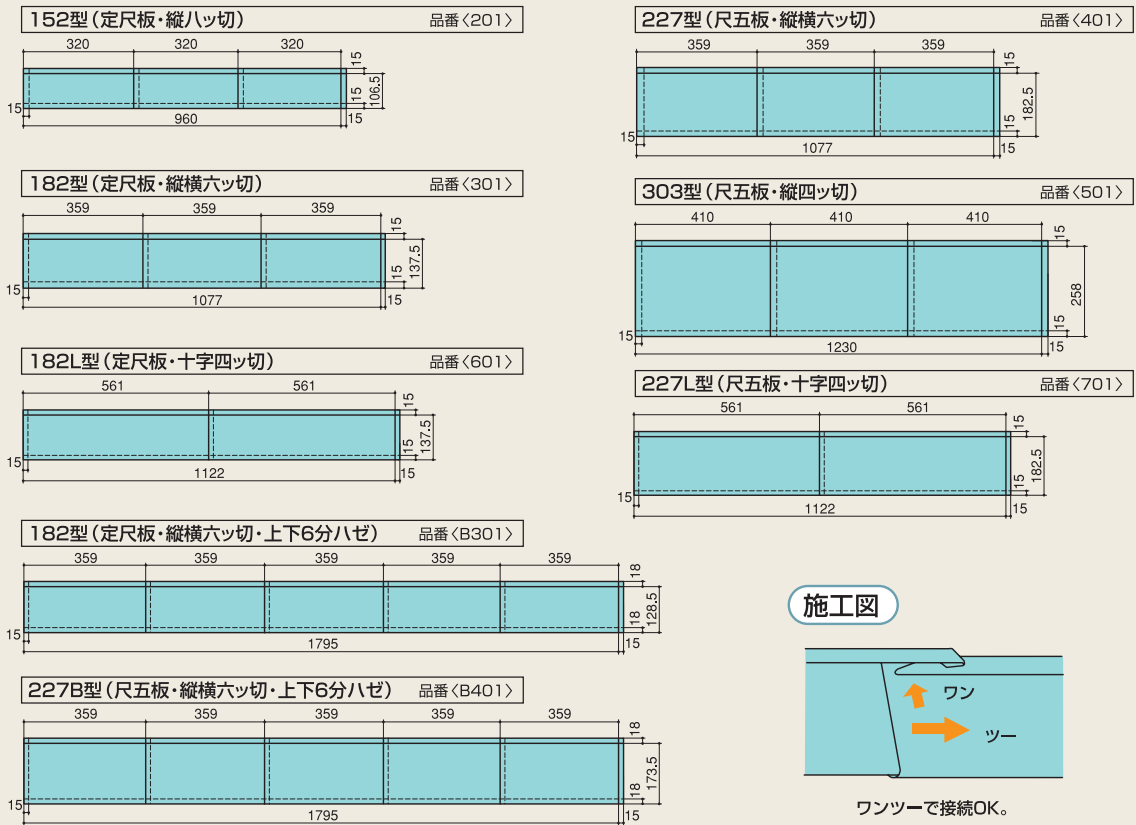 152型(定尺板・縦八ッ切) 品番〈201〉
320 320 320
15
15
106.5
15
960
15
182型(定尺板・縦横六ッ切) 品番〈301〉
359 359 359
15
15
137.5
15
1077
15
182L型(定尺板・十字四ッ切) 品番〈601〉
561 561
15
15
137.5
15
1122
15
182型(定尺板・縦横六ッ切・上下6分ハゼ) 品番〈B301〉
359 359 359 359 359
18
18
128.5
15
1795
15
227B型(尺五板・縦横六ッ切・上下6分ハゼ) 品番〈B401〉
359 359 359 359 359
18
18
173.5
15
1795
15
227型(尺五板・縦横六ッ切) 品番〈401〉
359 359 359
15
15
182.5
15
1077
15
303型(尺五板・縦四ッ切) 品番〈501〉
410 410 410
15
15
258
15
1230
15
227L型(尺五板・十字四ッ切) 品番〈701〉
561 561
15
15
182.5
15
1122
15
施工図
ワン
ツー
ワンツーで接続OK。